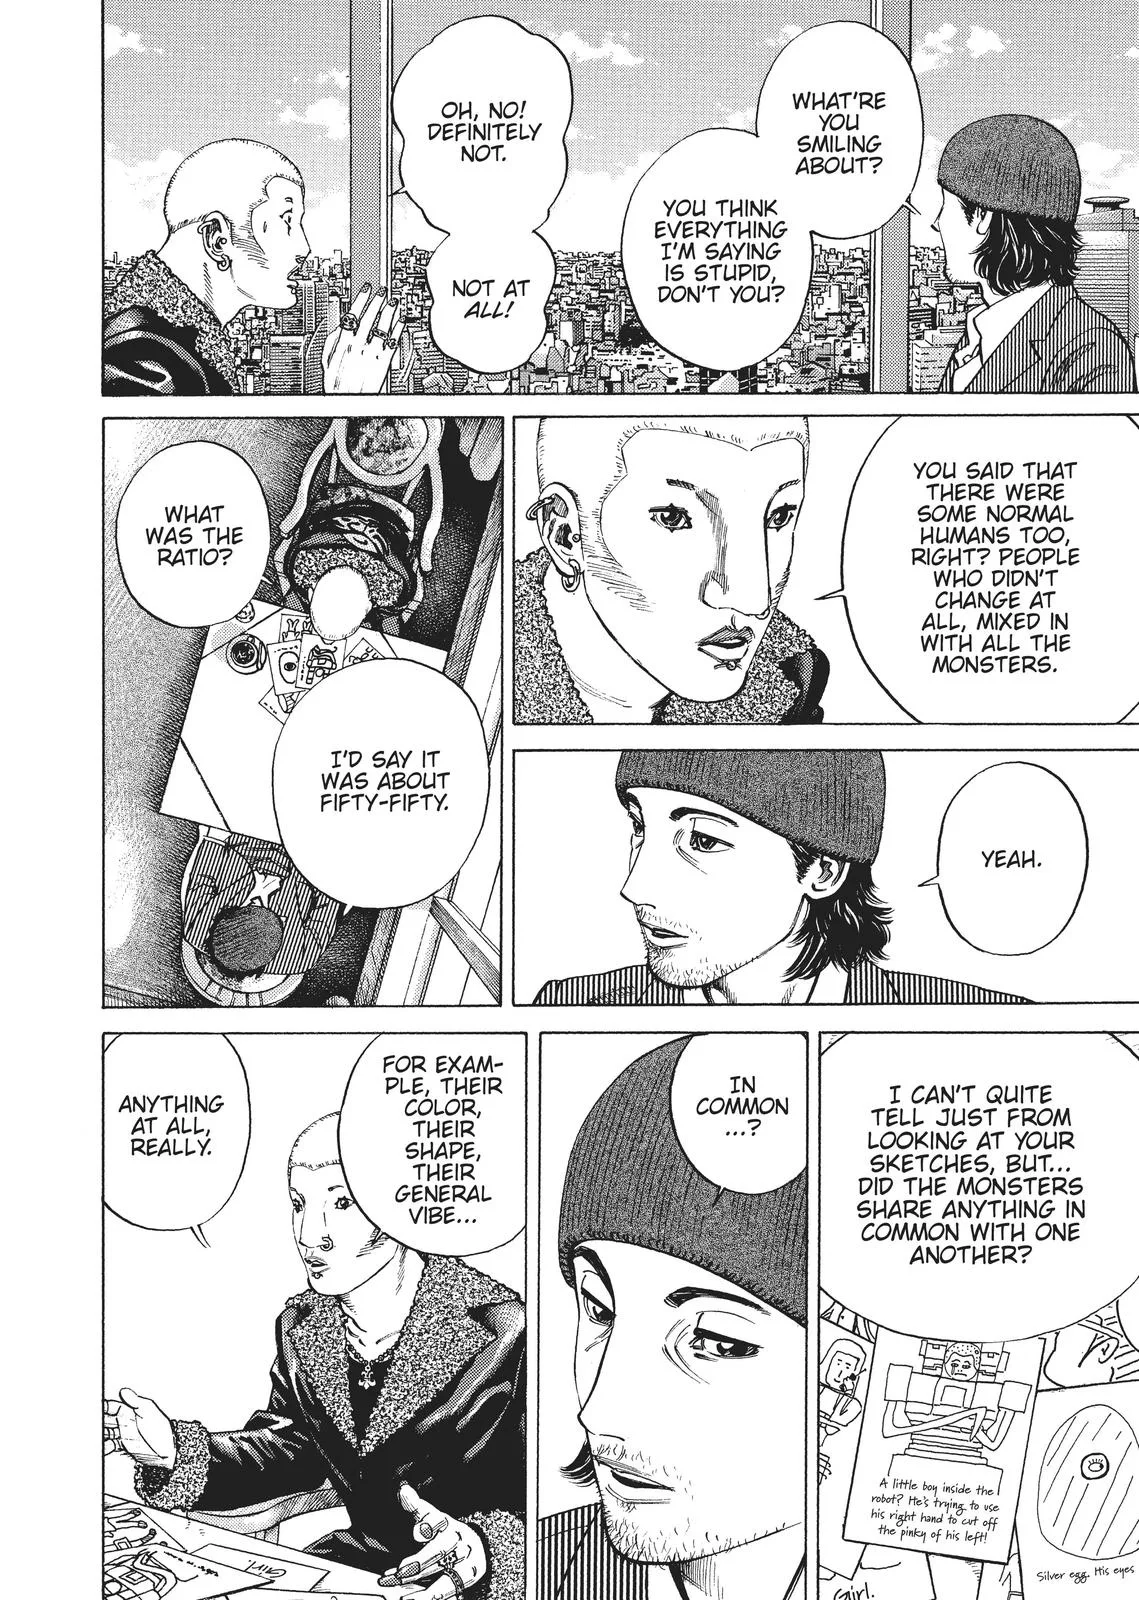 WHAT'RE
YOU
SMILING
ABOUT?
YOU THINK
EVERYTHING
I'M SAYING
IS STUPID,
DON'T YOU?
OH, NO!
DEFINITELY
NOT.
NOT AT
ALL!
YOU SAID THAT
THERE WERE
SOME NORMAL
HUMANS TOO,
RIGHT? PEOPLE
WHO DIDN'T
CHANGE AT
ALL, MIXED IN
WITH ALL THE
MONSTERS.
YEAH.
WHAT
WAS THE
RATIO?
I'D SAY IT
WAS ABOUT
FIFTY-FIFTY.
I CAN'T QUITE
TELL JUST FROM
LOOKING AT YOUR
SKETCHES, BUT...
DID THE MONSTERS
SHARE ANYTHING IN
COMMON WITH ONE
ANOTHER?
A little boy inside the
robot? He's trying to use
his right hand to cut off
the pinky of his left!
Silver egg. His eyes
Girl.
IN
COMMON
...?
FOR EXAM-
PLE, THEIR
COLOR,
THEIR
SHAPE,
THEIR
GENERAL
VIBE...
ANYTHING
AT ALL,
REALLY.